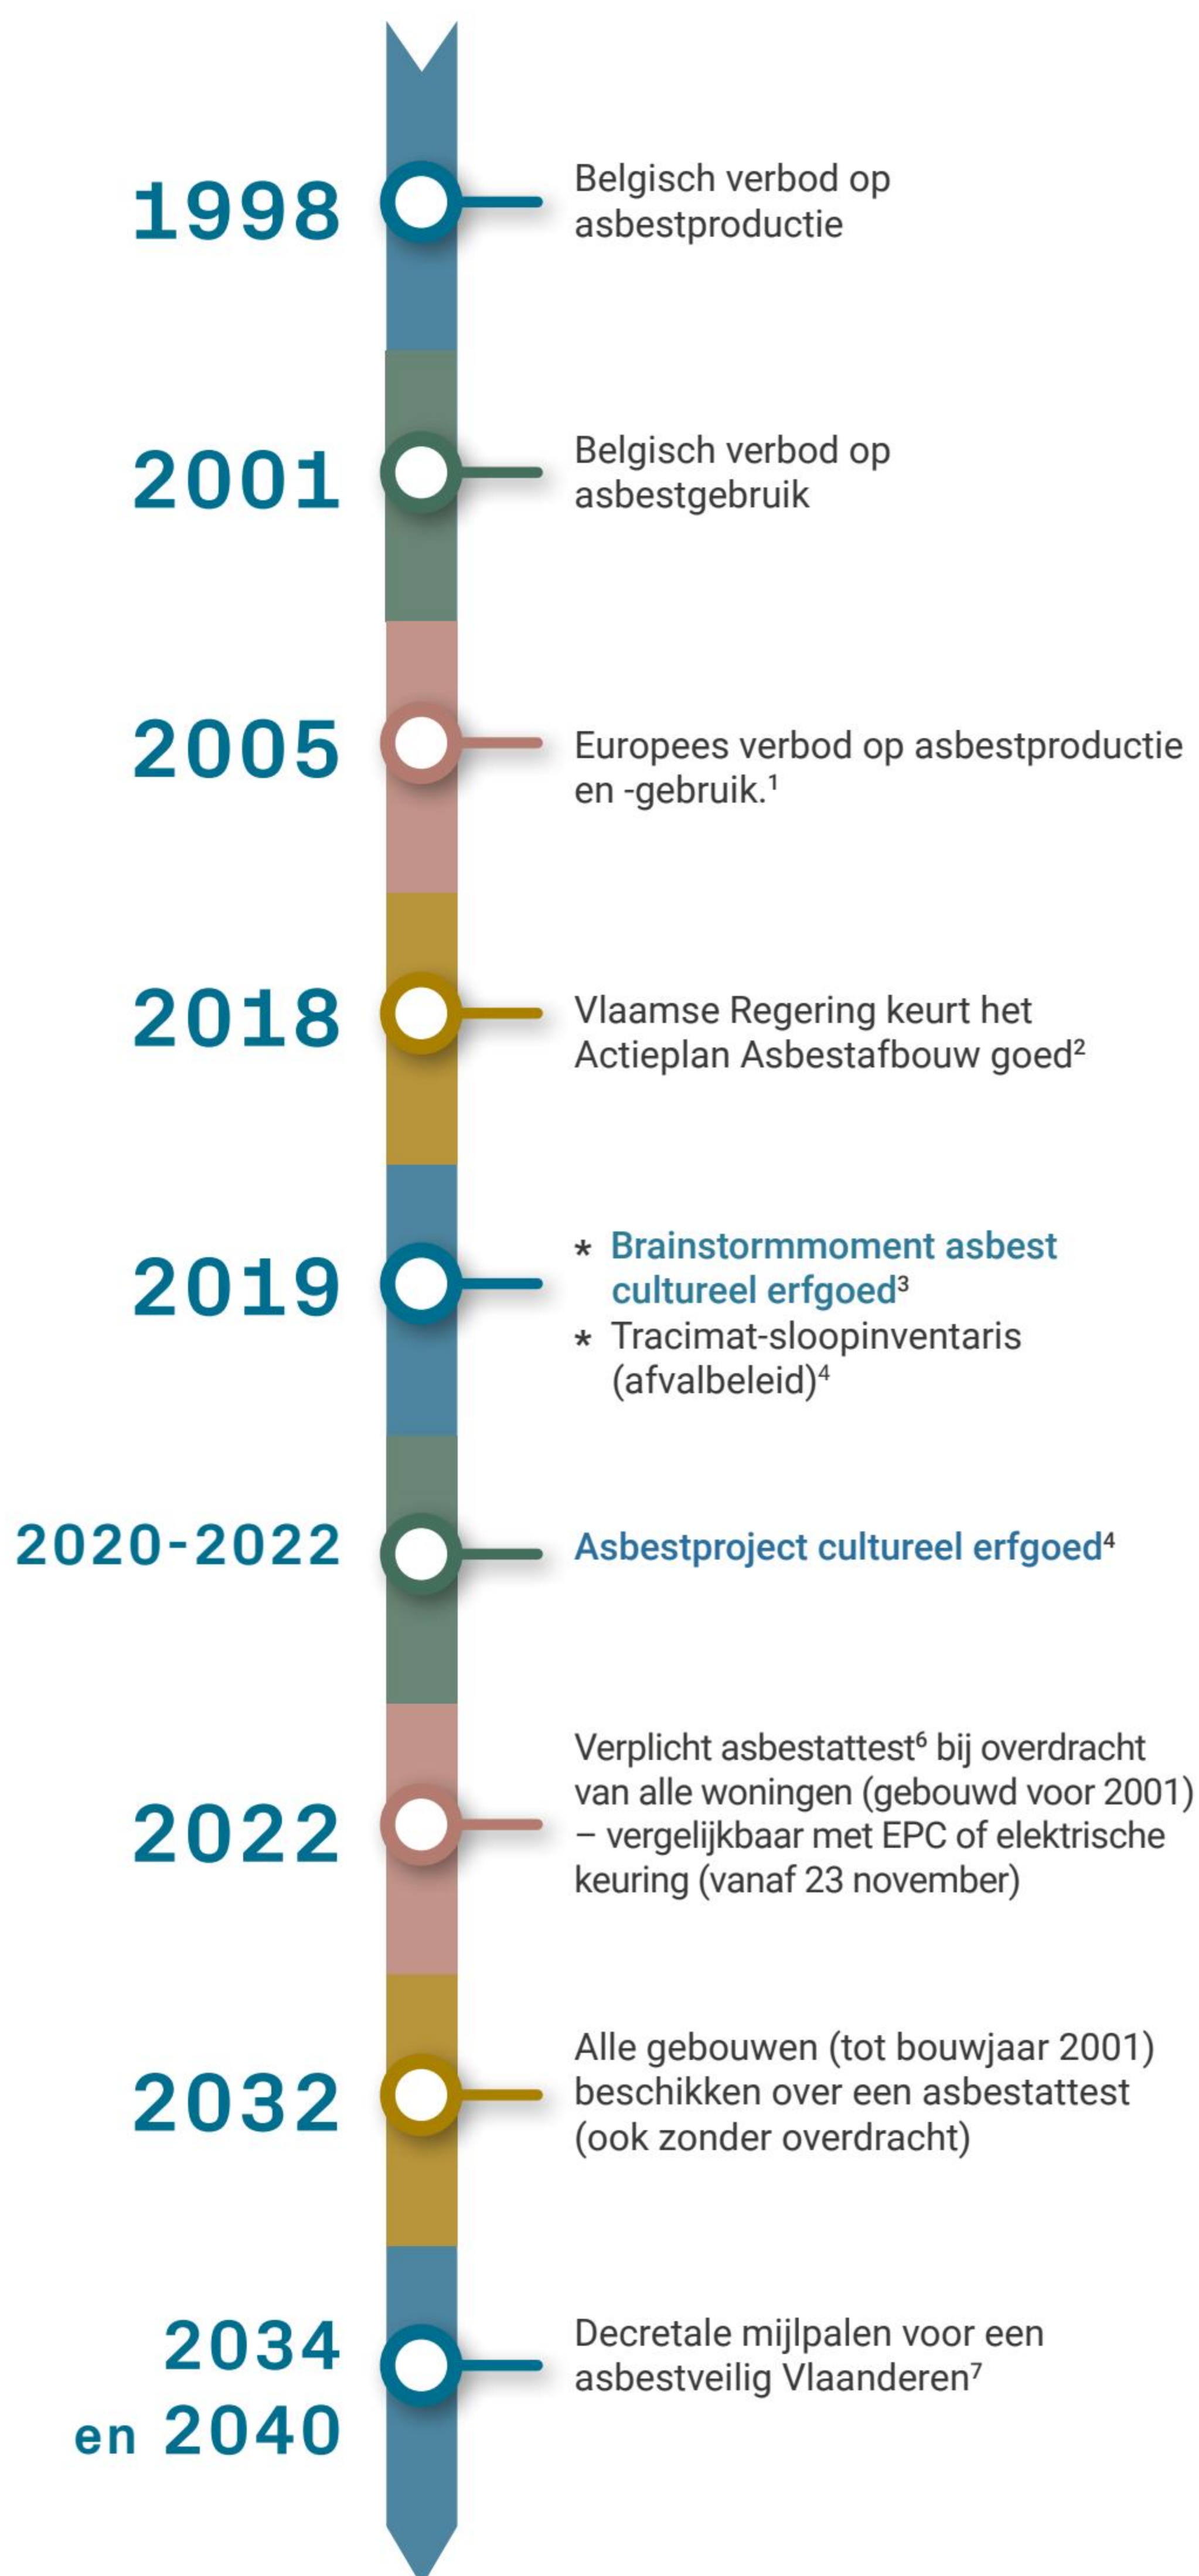 1998
Belgisch verbod op
asbestproductie
2001
Belgisch verbod op
asbestgebruik
2005
Europees verbod op asbestproductie
en -gebruik.¹
2018
Vlaamse Regering keurt het
Actieplan Asbestafbouw goed²
2019
* Brainstormmoment asbest
cultureel erfgoed³
* Tracimat-sloopinventaris
(afvalbeleid)⁴
2020-2022
Asbestproject cultureel erfgoed⁴
2022
Verplicht asbestattest⁶ bij overdracht
van alle woningen (gebouwd voor 2001)
– vergelijkbaar met EPC of elektrische
keuring (vanaf 23 november)
2032
Alle gebouwen (tot bouwjaar 2001)
beschikken over een asbestattest
(ook zonder overdracht)
2034
en 2040
Decretale mijlpalen voor een
asbestveilig Vlaanderen⁷